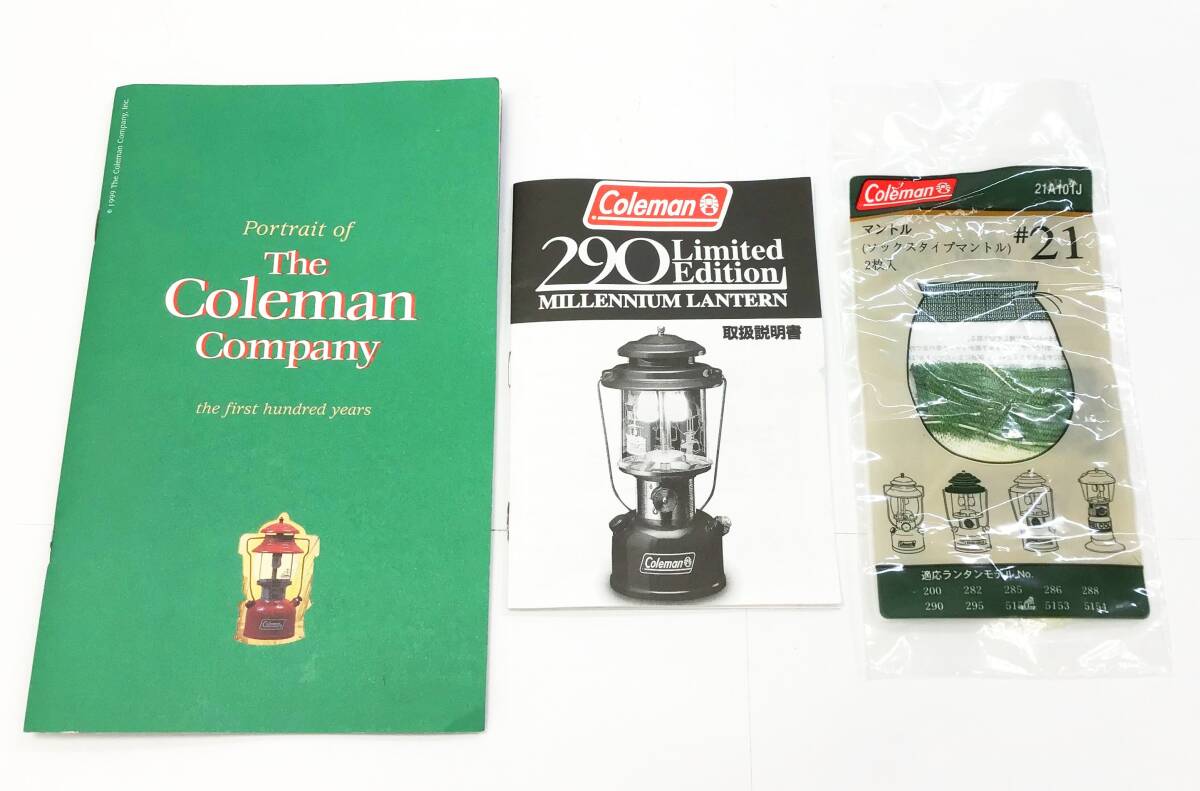 © 1999 The Coleman Company, Inc.
Portrait of
The
Coleman
Company
the first hundred years
Coleman
Coleman
290 Limited
Edition
MILLENNIUM LANTERN
取扱説明書
Coleman
Coleman
21A101J
マントル
(ソックスタイプマントル)
2枚入
#21
適応ランタンモデル No.
200 282 285 286 288
290 295 5153 5151